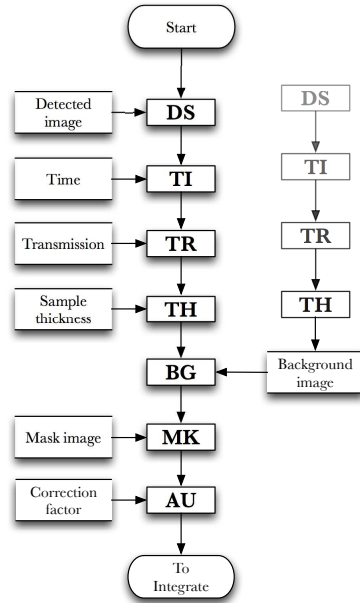 Start
Detected
image
DS
Time
TI
Transmission
TR
Sample
thickness
TH
BG
Mask image
MK
Correction
factor
AU
To
Integrate
DS
TI
TR
TH
Background
image